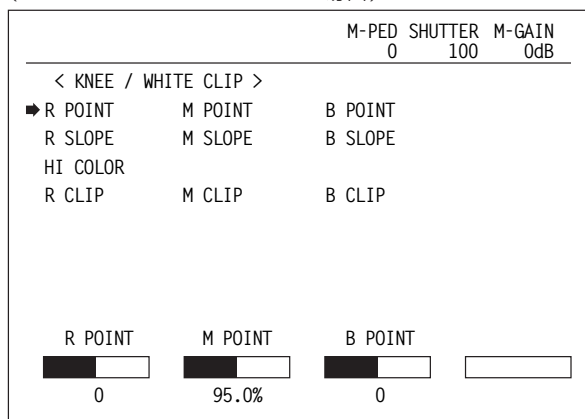 M-PED SHUTTER M-GAIN
0 100 0dB
< KNEE / WHITE CLIP >
➡R POINT M POINT B POINT
R SLOPE M SLOPE B SLOPE
HI COLOR
R CLIP M CLIP B CLIP
R POINT M POINT B POINT
0 95.0% 0